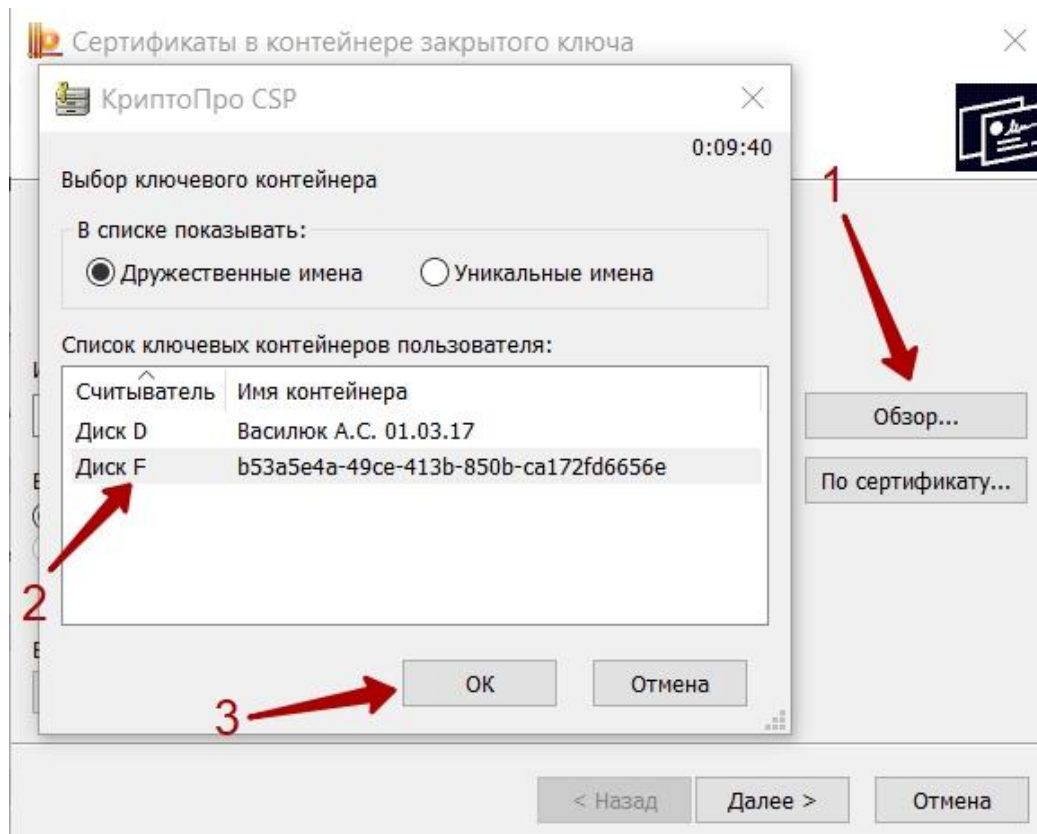 Сертификаты в контейнере закрытого ключа
КриптоПро CSP
0:09:40
Выбор ключевого контейнера
В списке показывать:
Дружественные имена
Уникальные имена
Список ключевых контейнеров пользователя:
Считыватель Имя контейнера
Диск D Василюк А.С. 01.03.17
Диск F b53a5e4a-49ce-413b-850b-ca172fd6656e
ОК
Отмена
1
Обзор...
По сертификату...
2
3
< Назад
Далее >
Отмена